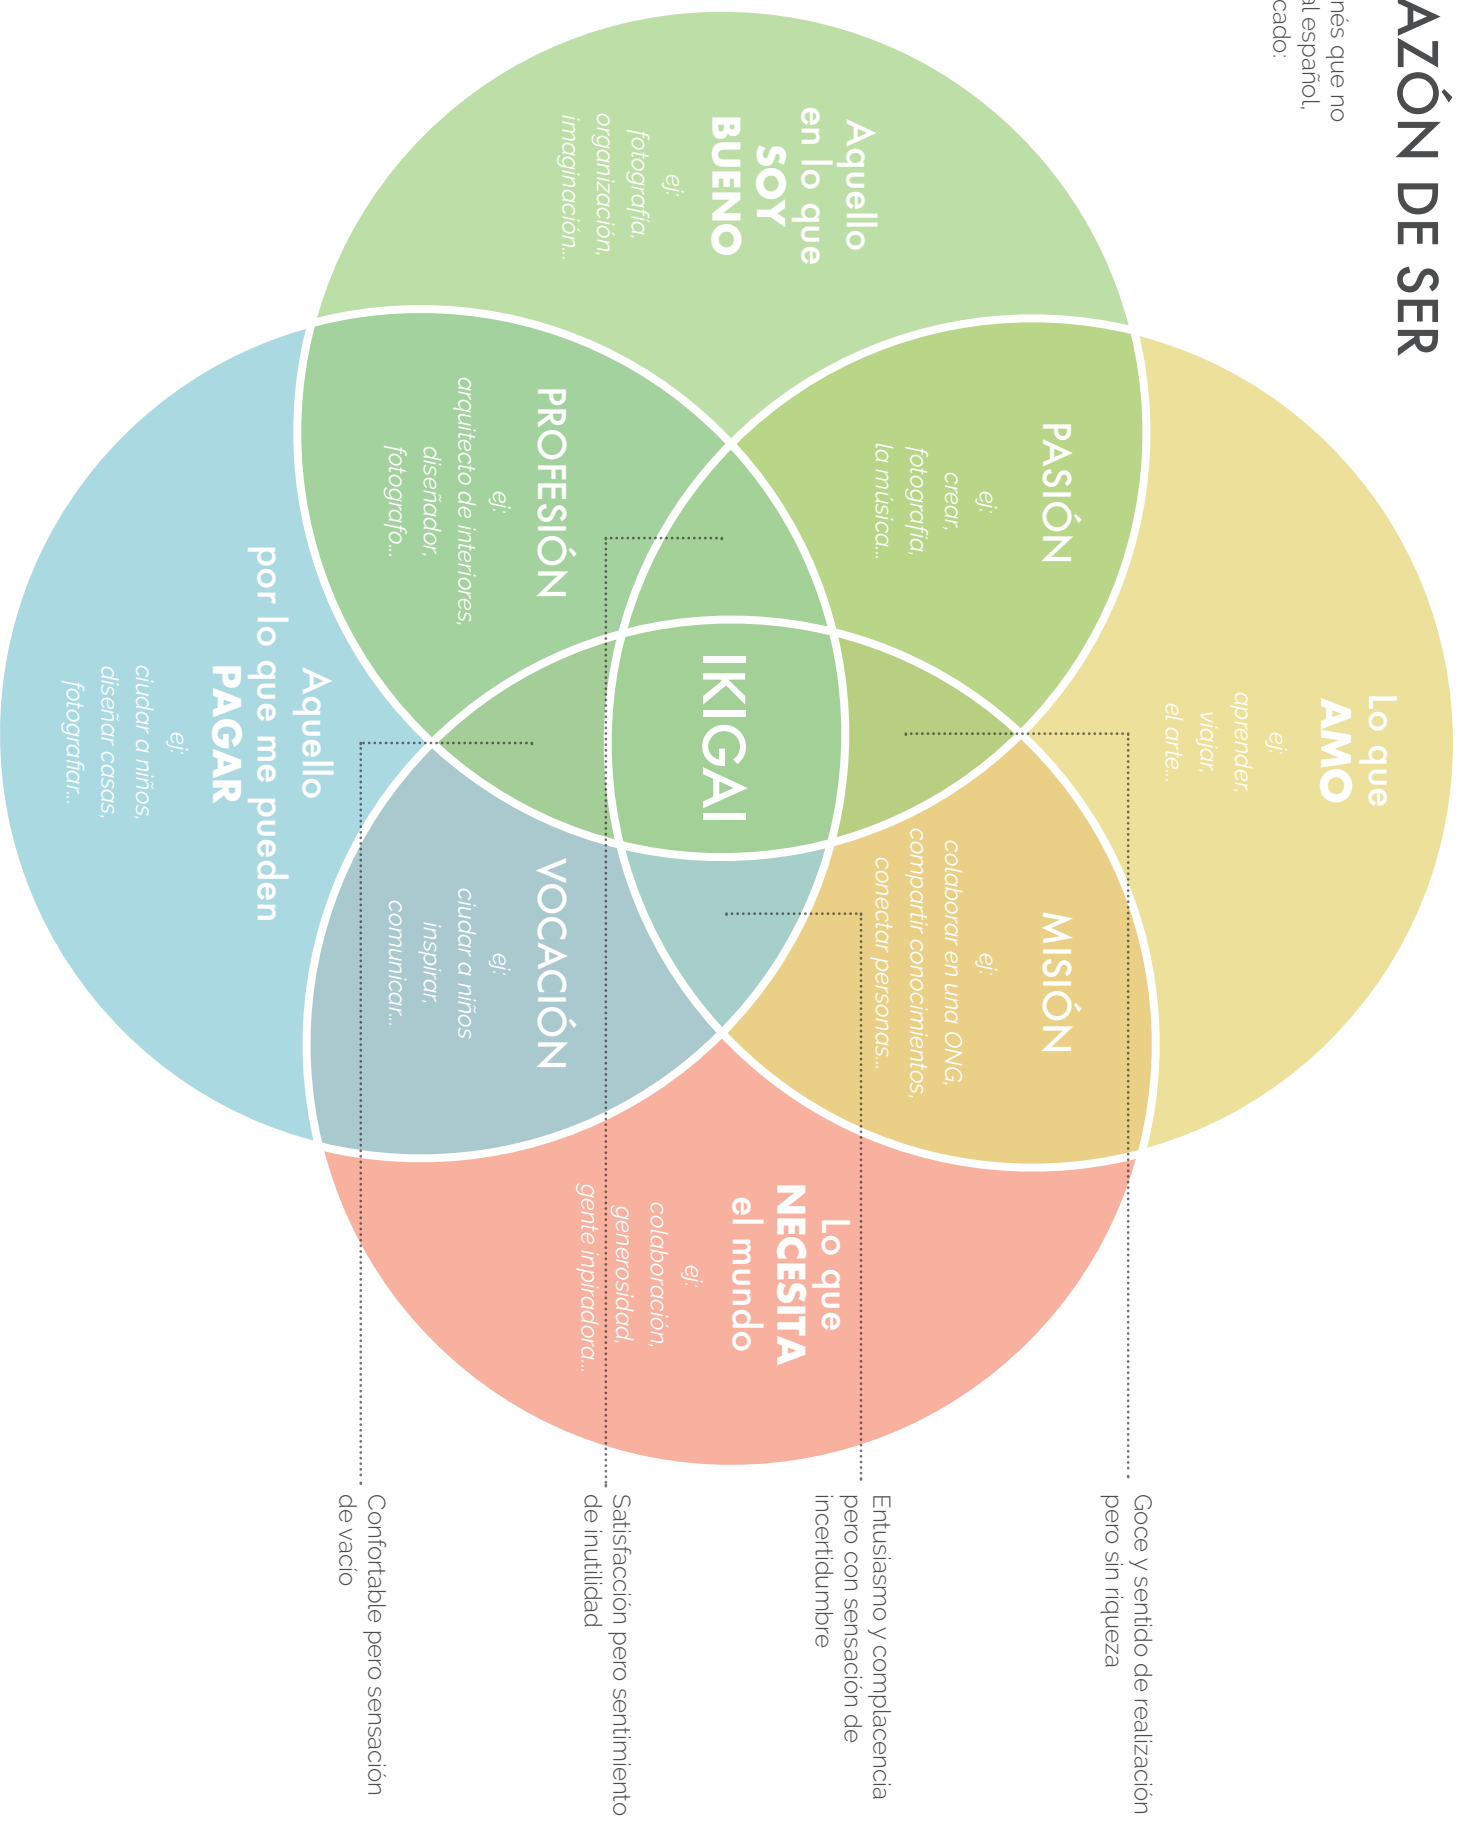 AZÓN DE SER
nés que no
al español,
cado:
Lo que
AMO
ej:
aprender,
viajar,
el arte...
Aquello
en lo que
SOY
BUENO
ej:
fotografía,
organización,
imaginación...
PASIÓN
ej:
crear,
fotografía,
la música...
MISIÓN
ej:
colaborar en una ONG,
compartir conocimientos,
conectar personas...
IKIGAI
Lo que
NECESITA
el mundo
ej:
colaboración,
generosidad,
gente inpiradora...
PROFESIÓN
ej:
arquitecto de interiores,
diseñador,
fotografo...
VOCACIÓN
ej:
ciudar a niños
inspirar,
comunicar...
Aquello
por lo que me pueden
PAGAR
ej:
ciudar a niños,
diseñar casas,
fotografiar...
Goce y sentido de realización
pero sin riqueza
Entusiasmo y complacencia
pero con sensación de
incertidumbre
Satisfacción pero sentimiento
de inutilidad
Confortable pero sensación
de vacío